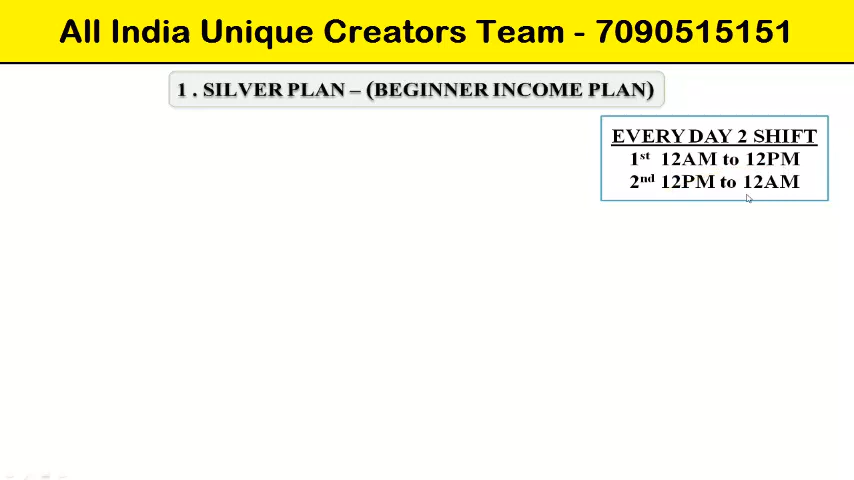 All India Unique Creators Team - 7090515151
1 . SILVER PLAN – (BEGINNER INCOME PLAN)
EVERY DAY 2 SHIFT
1st 12AM to 12PM
2nd 12PM to 12AM